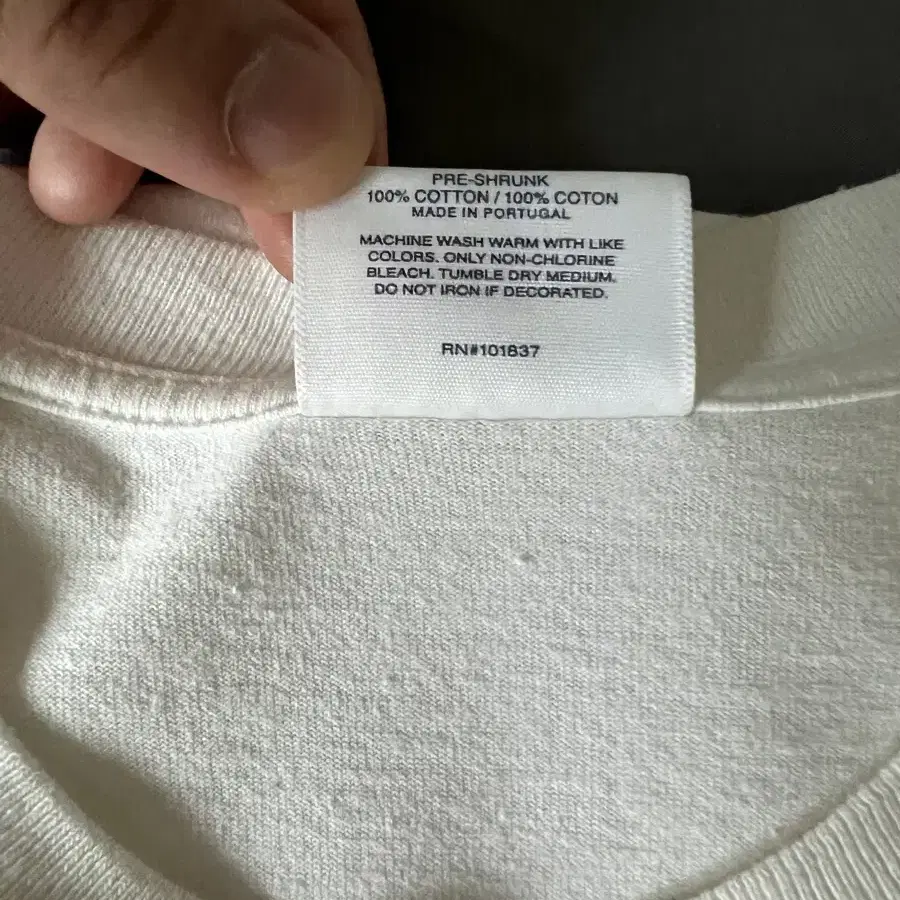 PRE-SHRUNK
100% COTTON / 100% COTON
MADE IN PORTUGAL
MACHINE WASH WARM WITH LIKE
COLORS. ONLY NON-CHLORINE
BLEACH. TUMBLE DRY MEDIUM.
DO NOT IRON IF DECORATED.
RN#101837